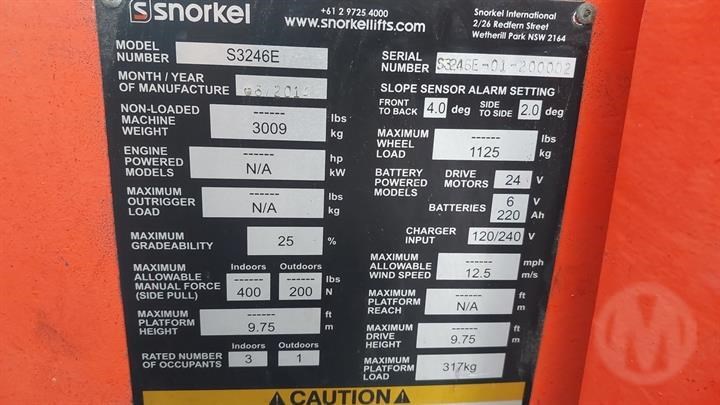 snorkel
+61 2 9725 4000
www.snorkellifts.com
Snorkel International
2/26 Redfern Street
Wetherill Park NSW 2164
MODEL NUMBER S3246E
MONTH / YEAR OF MANUFACTURE
NON-LOADED MACHINE WEIGHT ------ lbs
3009 kg
ENGINE POWERED MODELS ------ hp
N/A kW
MAXIMUM OUTRIGGER LOAD ------ lbs
N/A kg
MAXIMUM GRADEABILITY 25 %
Indoors Outdoors
MAXIMUM ALLOWABLE MANUAL FORCE (SIDE PULL) ------ ------ lbs
400 200 N
MAXIMUM PLATFORM HEIGHT ------ ft
9.75 m
Indoors Outdoors
RATED NUMBER OF OCCUPANTS 3 1
SERIAL NUMBER S3246E-01-200002
SLOPE SENSOR ALARM SETTING
FRONT TO BACK 4.0 deg SIDE TO SIDE 2.0 deg
MAXIMUM WHEEL LOAD ------ lbs
1125 kg
BATTERY POWERED MODELS DRIVE MOTORS 24 V
BATTERIES 6 V
220 Ah
CHARGER INPUT 120/240 V
MAXIMUM ALLOWABLE WIND SPEED ------ mph
12.5 m/s
MAXIMUM PLATFORM REACH ------ ft
N/A m
MAXIMUM DRIVE HEIGHT ------ ft
9.75 m
MAXIMUM PLATFORM LOAD 317kg
CAUTION